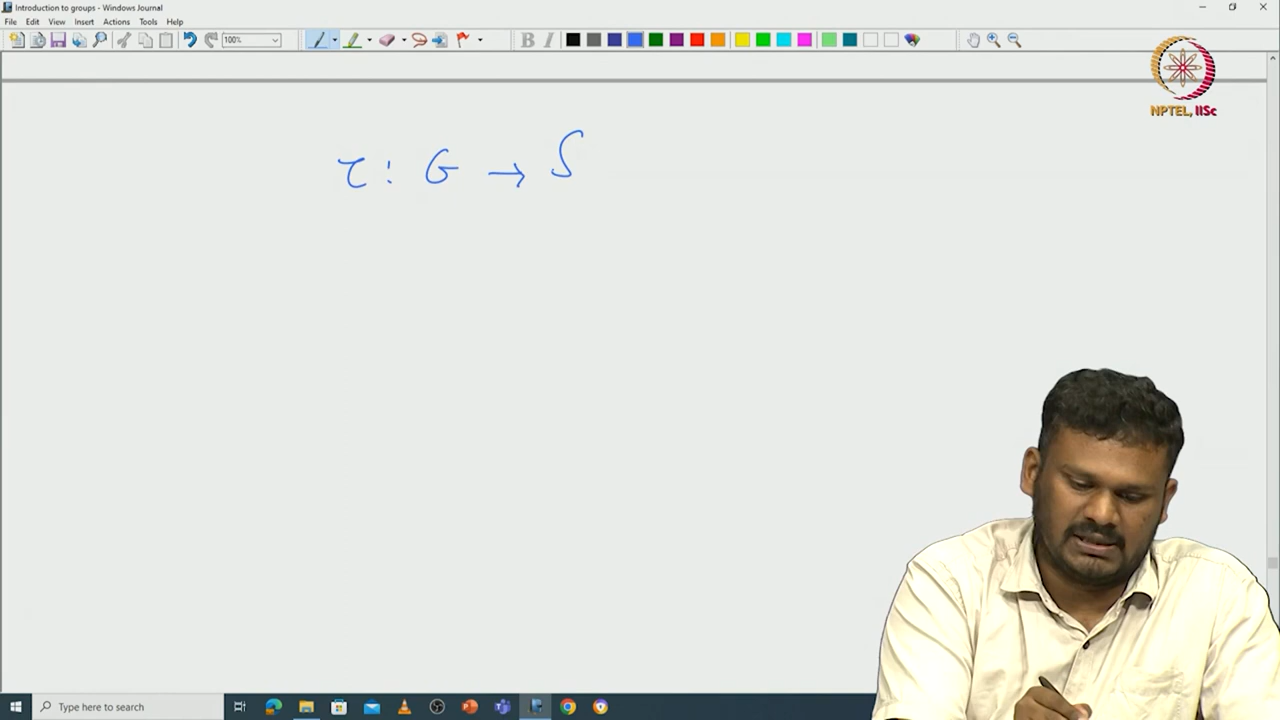 Introduction to groups - Windows Journal
File Edit View Insert Actions Tools Help
100% B I
NPTEL, IISc
τ : G → S
Type here to search